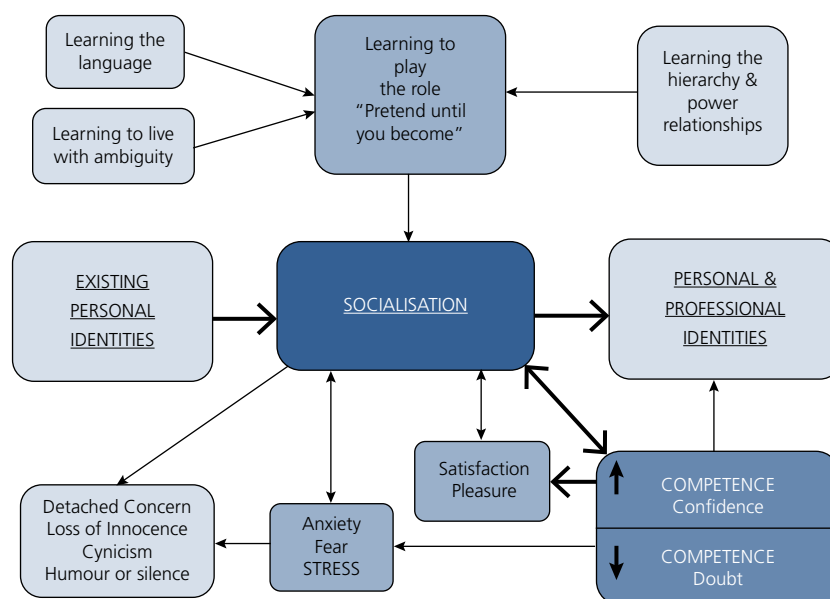 Learning the
language
Learning to
play
the role
“Pretend until
you become”
Learning the
hierarchy &
power
relationships
Learning to live
with ambiguity
EXISTING
PERSONAL
IDENTITIES
SOCIALISATION
PERSONAL &
PROFESSIONAL
IDENTITIES
Satisfaction
Pleasure
COMPETENCE
Confidence
Detached Concern
Loss of Innocence
Cynicism
Humour or silence
Anxiety
Fear
STRESS
COMPETENCE
Doubt